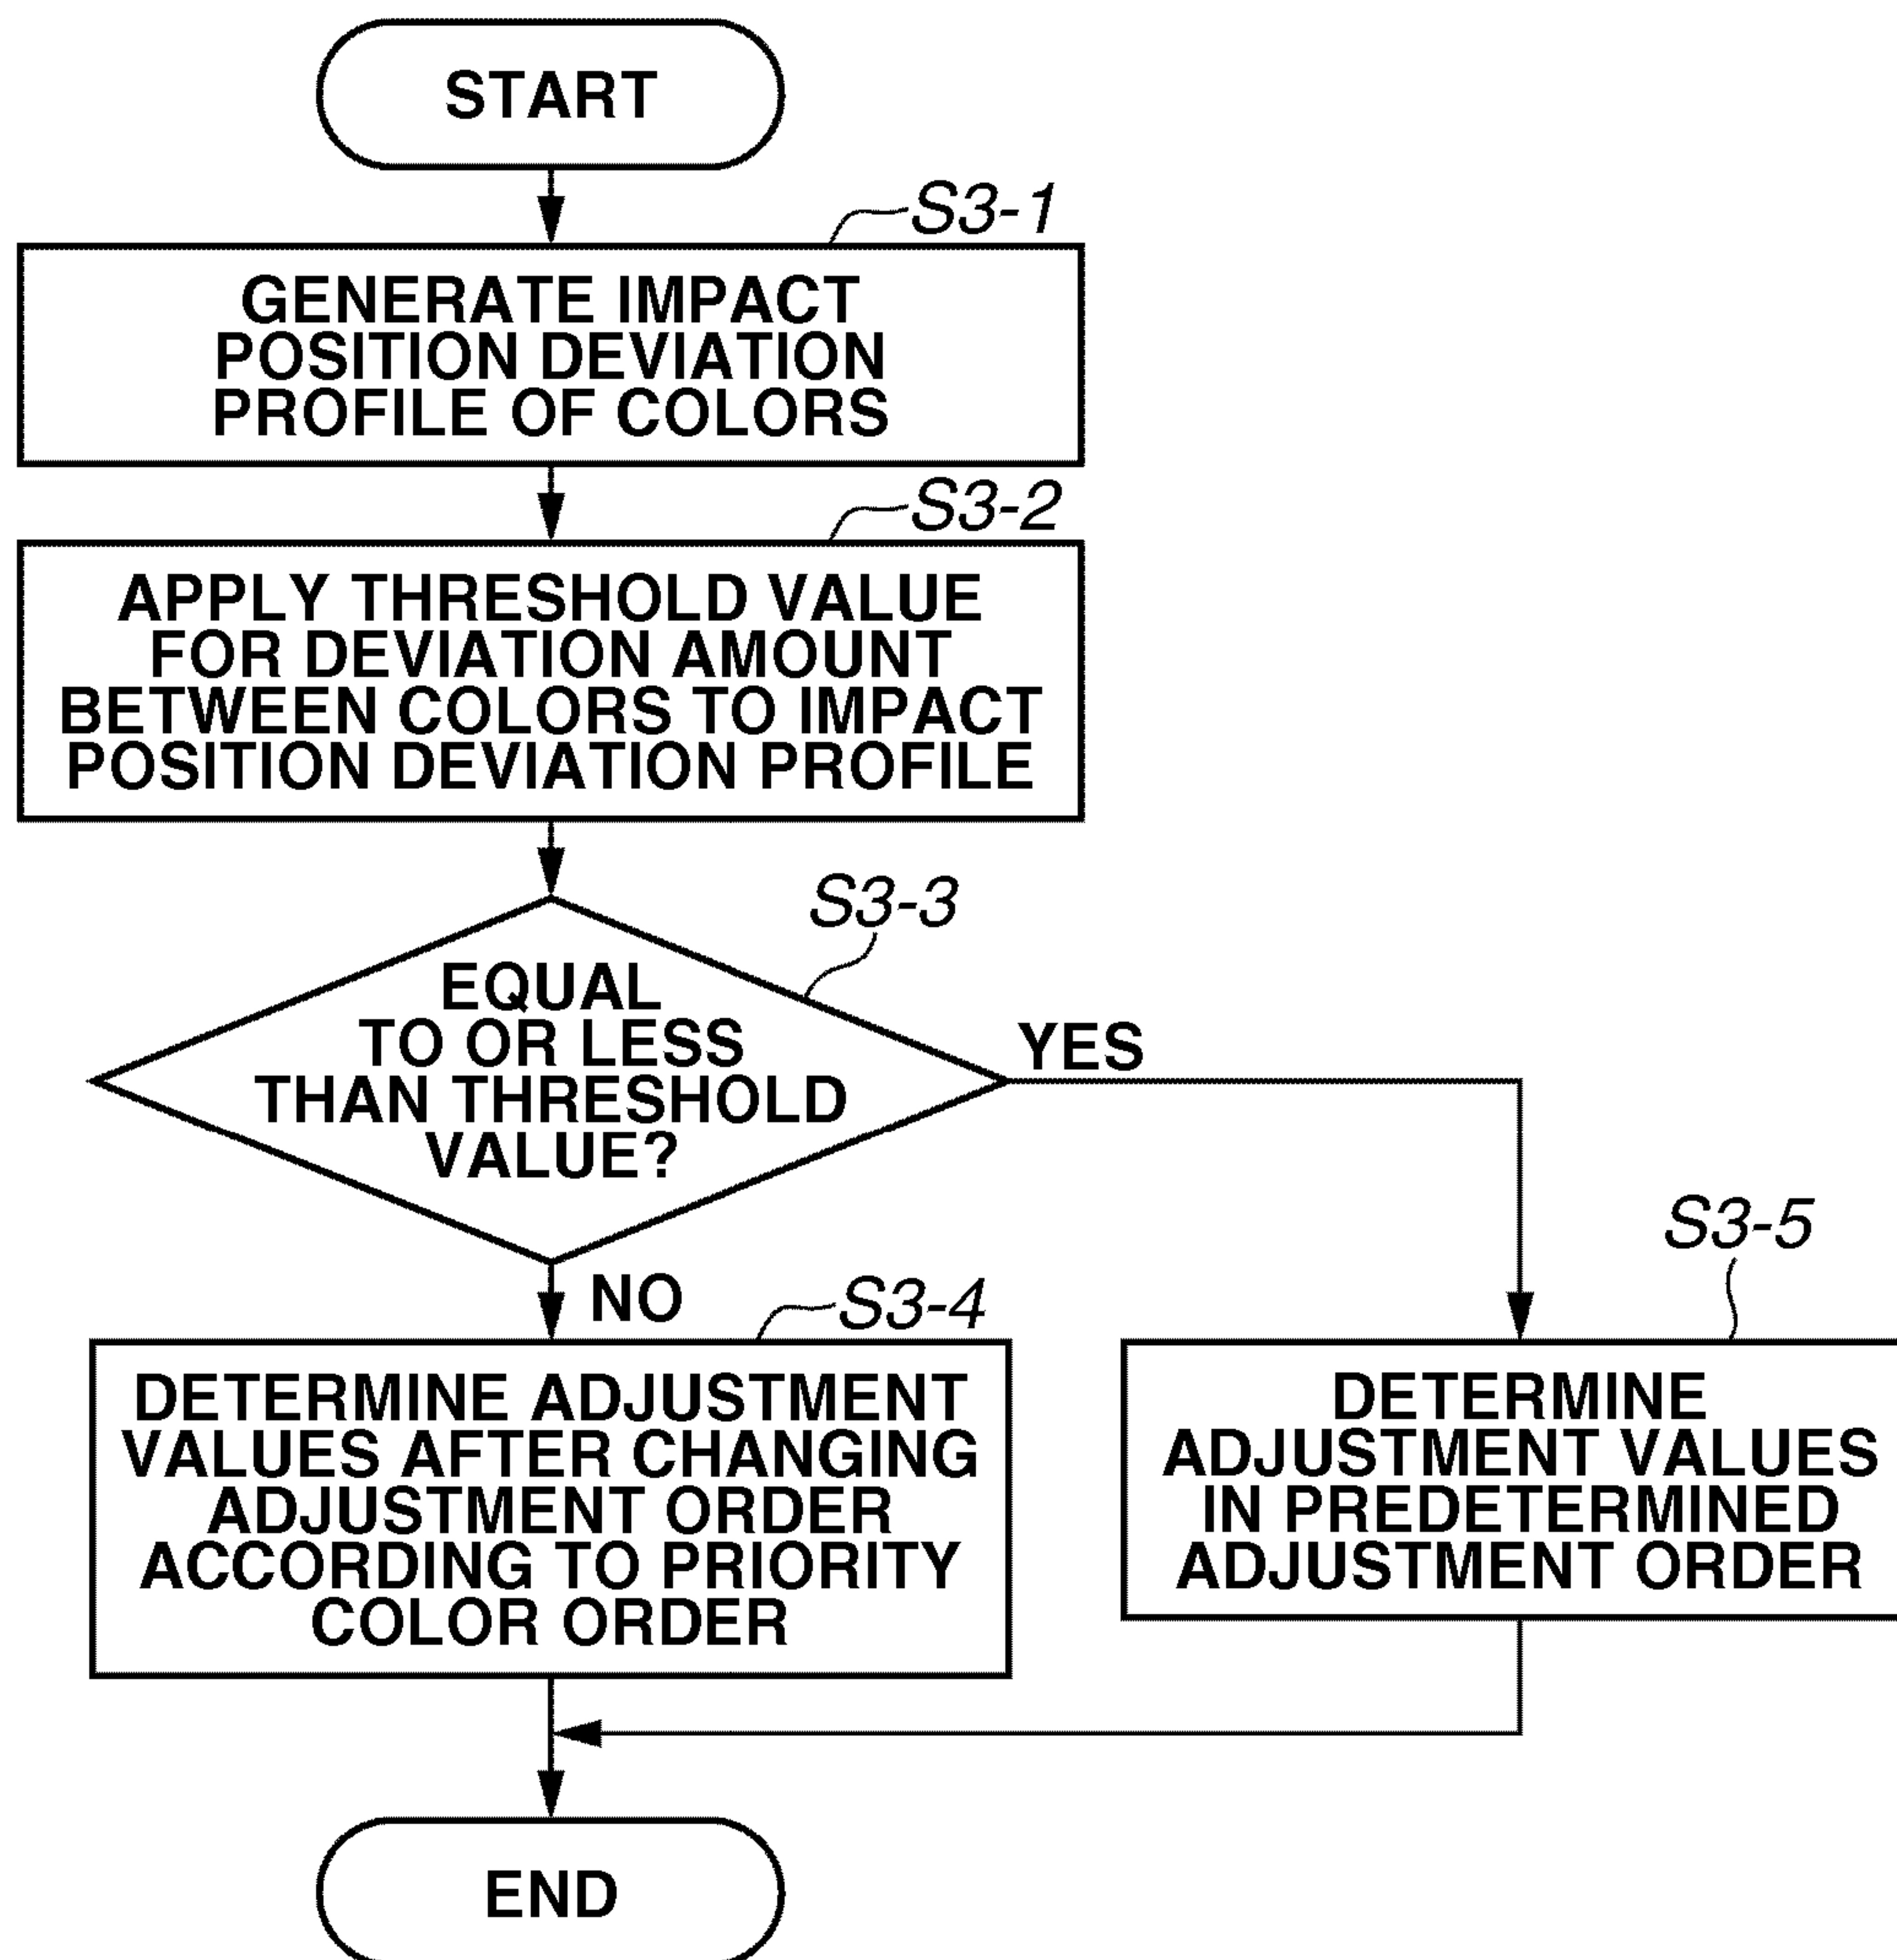 START
S3-1
GENERATE IMPACT
POSITION DEVIATION
PROFILE OF COLORS
S3-2
APPLY THRESHOLD VALUE
FOR DEVIATION AMOUNT
BETWEEN COLORS TO IMPACT
POSITION DEVIATION PROFILE
S3-3
EQUAL
TO OR LESS
THAN THRESHOLD
VALUE?
YES
NO
S3-4
DETERMINE ADJUSTMENT
VALUES AFTER CHANGING
ADJUSTMENT ORDER
ACCORDING TO PRIORITY
COLOR ORDER
S3-5
DETERMINE
ADJUSTMENT VALUES
IN PREDETERMINED
ADJUSTMENT ORDER
END